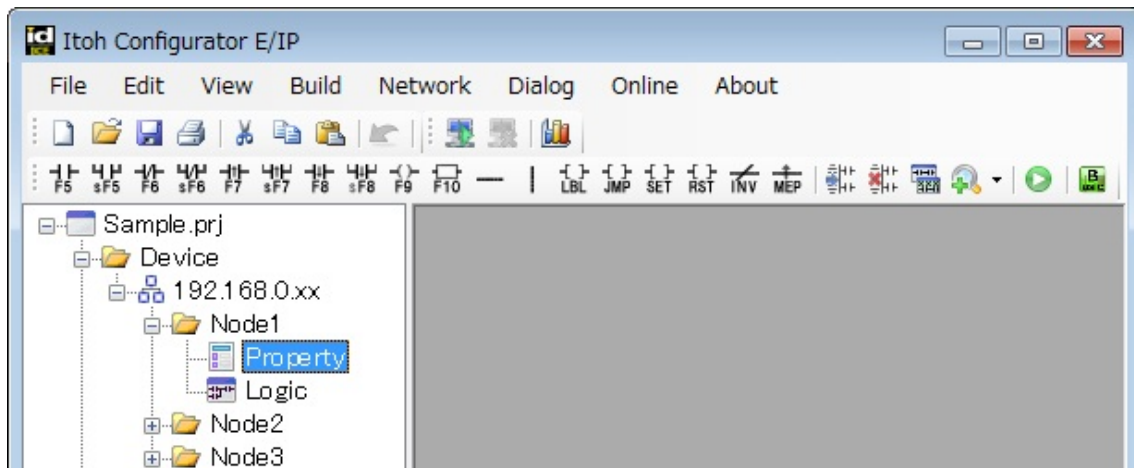 Itoh Configurator E/IP
File Edit View Build Network Dialog Online About
F5 sF5 F6 sF6 F7 sF7 F8 sF8 F9 F10 LBL JMP SET RST INV MEP
Sample.prj
Device
192.168.0.xx
Node1
Property
Logic
Node2
Node3